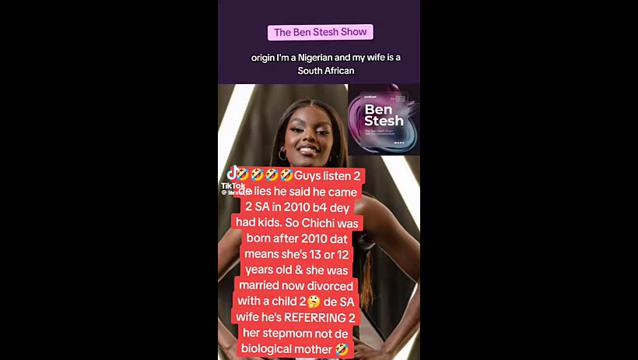 The Ben Stesh Show
origin I'm a Nigerian and my wife is a
South African
Ben
Stesh
TikTok
🤣🤣🤣🤣Guys listen 2
de lies he said he came
2 SA in 2010 b4 dey
had kids. So Chichi was
born after 2010 dat
means she's 13 or 12
years old & she was
married now divorced
with a child 2🤔 de SA
wife he's REFERRING 2
her stepmom not de
biological mother 🤣